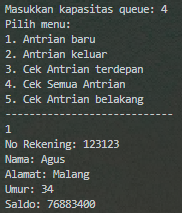 Masukkan kapasitas queue: 4
Pilih menu:
1. Antrian baru
2. Antrian keluar
3. Cek Antrian terdepan
4. Cek Semua Antrian
5. Cek Antrian belakang
----------------------------
1
No Rekening: 123123
Nama: Agus
Alamat: Malang
Umur: 34
Saldo: 76883400